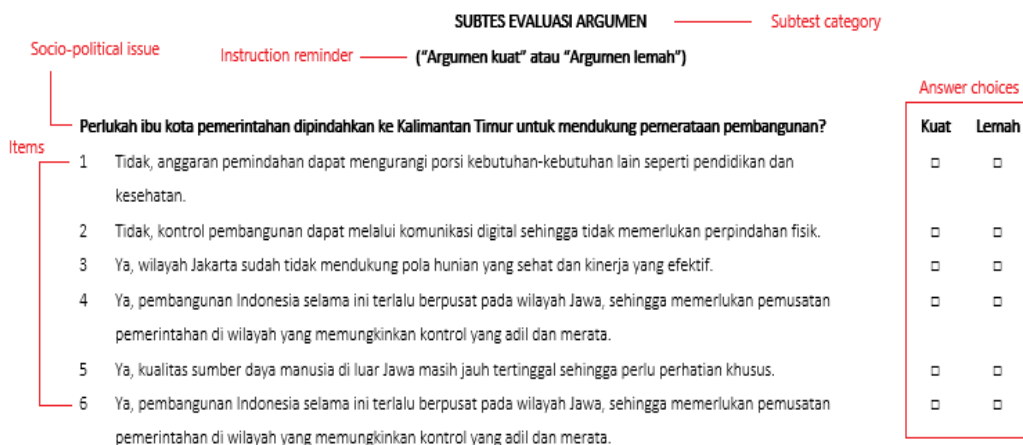 SUBTES EVALUASI ARGUMEN
Subtest category
Socio-political issue
Instruction reminder
("Argumen kuat" atau "Argumen lemah")
Answer choices
Perlukah ibu kota pemerintahan dipindahkan ke Kalimantan Timur untuk mendukung pemerataan pembangunan?
Kuat Lemah
Items
1 Tidak, anggaran pemindahan dapat mengurangi porsi kebutuhan-kebutuhan lain seperti pendidikan dan
kesehatan.
2 Tidak, kontrol pembangunan dapat melalui komunikasi digital sehingga tidak memerlukan perpindahan fisik.
3 Ya, wilayah Jakarta sudah tidak mendukung pola hunian yang sehat dan kinerja yang efektif.
4 Ya, pembangunan Indonesia selama ini terlalu berpusat pada wilayah Jawa, sehingga memerlukan pemusatan
pemerintahan di wilayah yang memungkinkan kontrol yang adil dan merata.
5 Ya, kualitas sumber daya manusia di luar Jawa masih jauh tertinggal sehingga perlu perhatian khusus.
6 Ya, pembangunan Indonesia selama ini terlalu berpusat pada wilayah Jawa, sehingga memerlukan pemusatan
pemerintahan di wilayah yang memungkinkan kontrol yang adil dan merata.